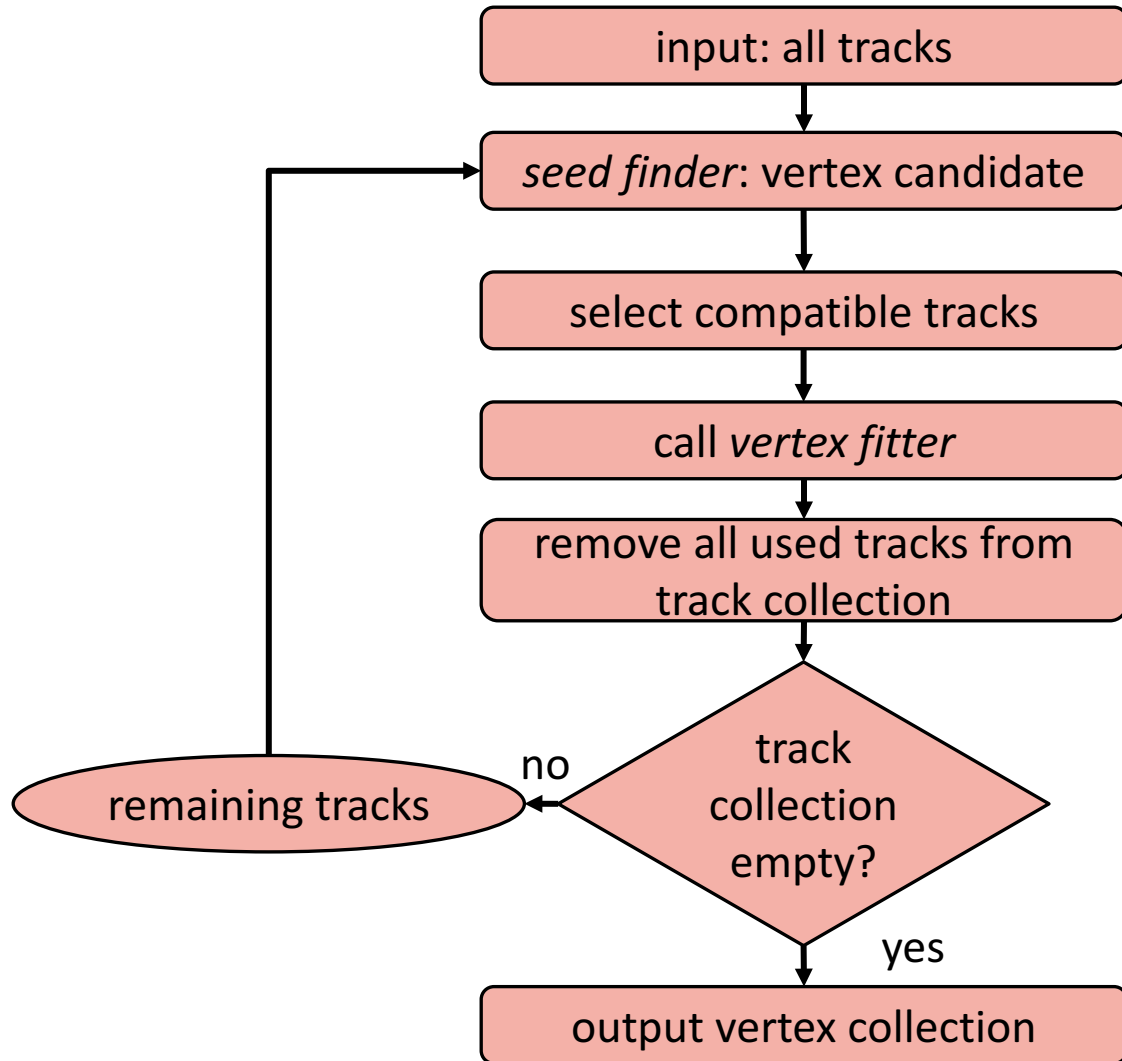 input: all tracks
seed finder: vertex candidate
select compatible tracks
call vertex fitter
remove all used tracks from
track collection
track
collection
empty?
no
remaining tracks
yes
output vertex collection